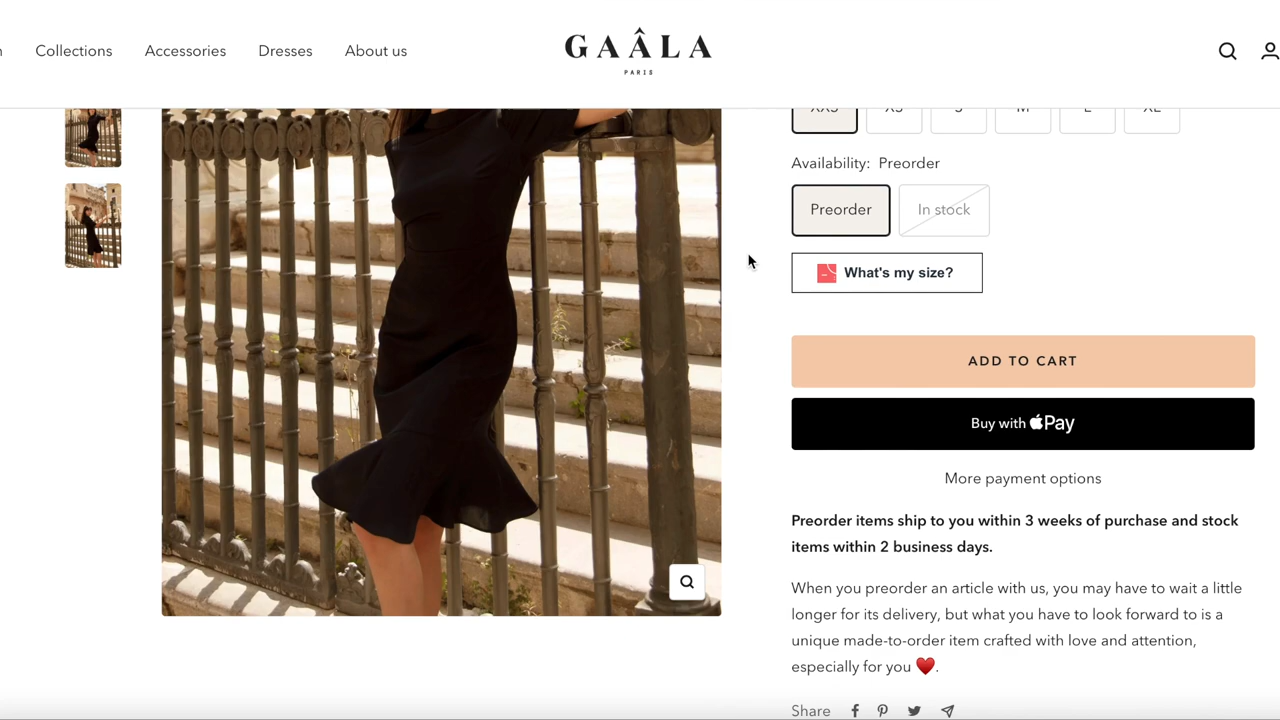 Collections
Accessories
Dresses
About us
GAÂLA
PARIS
XXS XS S M L XL
Availability: Preorder
Preorder
In stock
What's my size?
ADD TO CART
Buy with Pay
More payment options
Preorder items ship to you within 3 weeks of purchase and stock
items within 2 business days.
When you preorder an article with us, you may have to wait a little
longer for its delivery, but what you have to look forward to is a
unique made-to-order item crafted with love and attention,
especially for you ♥️.
Share